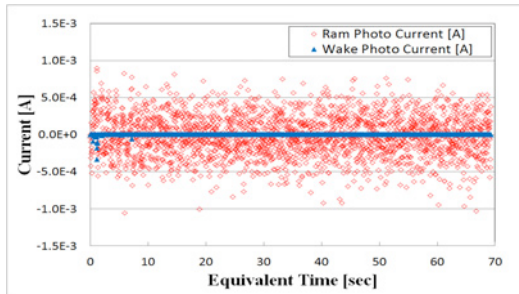 1.5E-3
1.0E-3
5.0E-4
0.0E+0
-5.0E-4
-1.0E-3
-1.5E-3
Current [A]
Ram Photo Current [A]
Wake Photo Current [A]
0 10 20 30 40 50 60 70
Equivalent Time [sec]